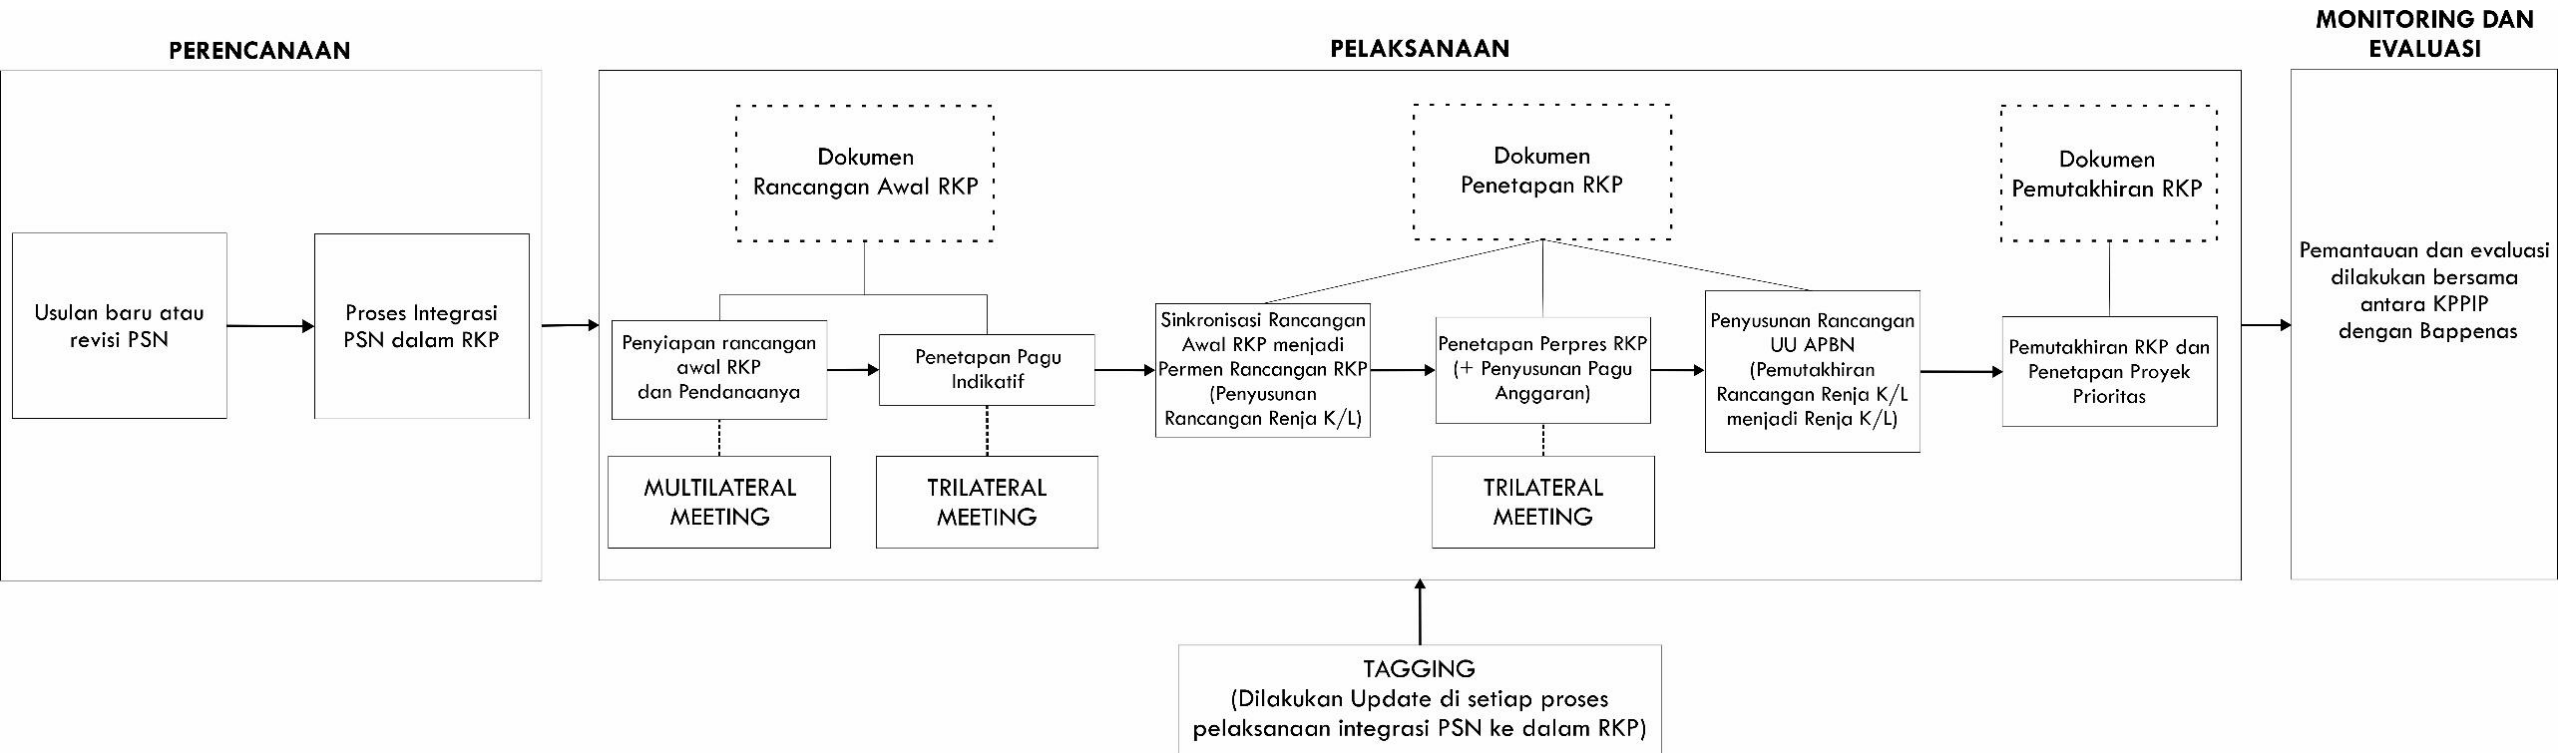 PERENCANAAN
Usulan baru atau
revisi PSN
Proses Integrasi
PSN dalam RKP
PELAKSANAAN
Dokumen
Rancangan Awal RKP
Penyiapan rancangan
awal RKP
dan Pendanaanya
Penetapan Pagu
Indikatif
MULTILATERAL
MEETING
TRILATERAL
MEETING
Dokumen
Penetapan RKP
Sinkronisasi Rancangan
Awal RKP menjadi
Permen Rancangan RKP
(Penyusunan
Rancangan Renja K/L)
Penetapan Perpres RKP
(+ Penyusunan Pagu
Anggaran)
Penyusunan Rancangan
UU APBN
(Pemutakhiran
Rancangan Renja K/L
menjadi Renja K/L)
TRILATERAL
MEETING
Dokumen
Pemutakhiran RKP
Pemutakhiran RKP dan
Penetapan Proyek
Prioritas
TAGGING
(Dilakukan Update di setiap proses
pelaksanaan integrasi PSN ke dalam RKP)
MONITORING DAN
EVALUASI
Pemantauan dan evaluasi
dilakukan bersama
antara KPPIP
dengan Bappenas